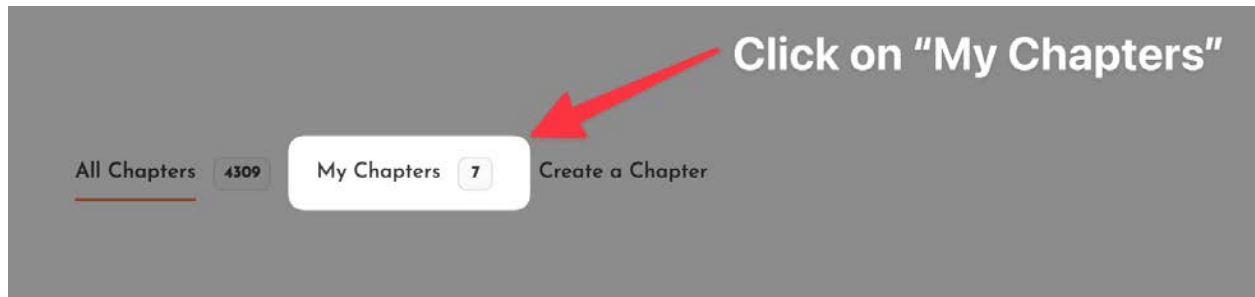 Click on “My Chapters”
All Chapters 4309 My Chapters 7 Create a Chapter